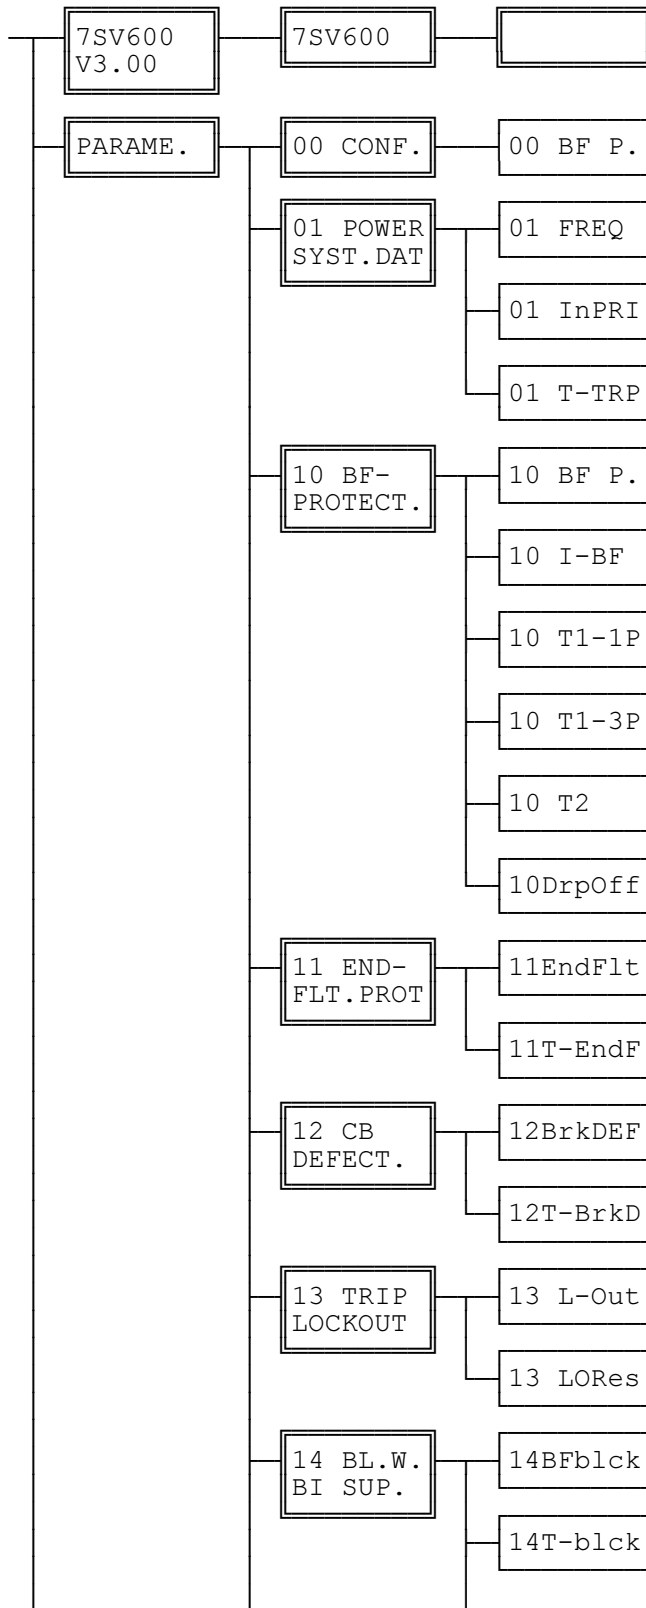 7SV600
V3.00
7SV600
PARAME.
00 CONF.
00 BF P.
01 POWER
SYST.DAT
01 FREQ
01 InPRI
01 T-TRP
10 BF-
PROTECT.
10 BF P.
10 I-BF
10 T1-1P
10 T1-3P
10 T2
10DrpOff
11 END-
FLT.PROT
11EndFlt
11T-EndF
12 CB
DEFECT.
12BrkDEF
12T-BrkD
13 TRIP
LOCKOUT
13 L-Out
13 LORes
14 BL.W.
BI SUP.
14BFblck
14T-blck